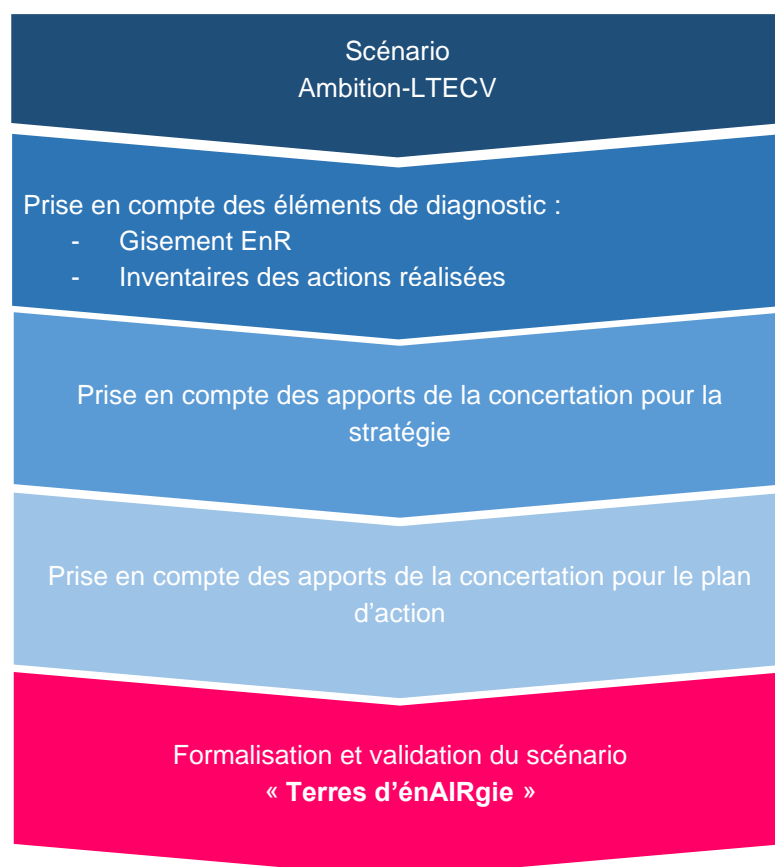 Scénario
Ambition-LTECV
Prise en compte des éléments de diagnostic :
- Gisement EnR
- Inventaires des actions réalisées
Prise en compte des apports de la concertation pour la
stratégie
Prise en compte des apports de la concertation pour le plan
d'action
Formalisation et validation du scénario
« Terres d'énAIRgie »